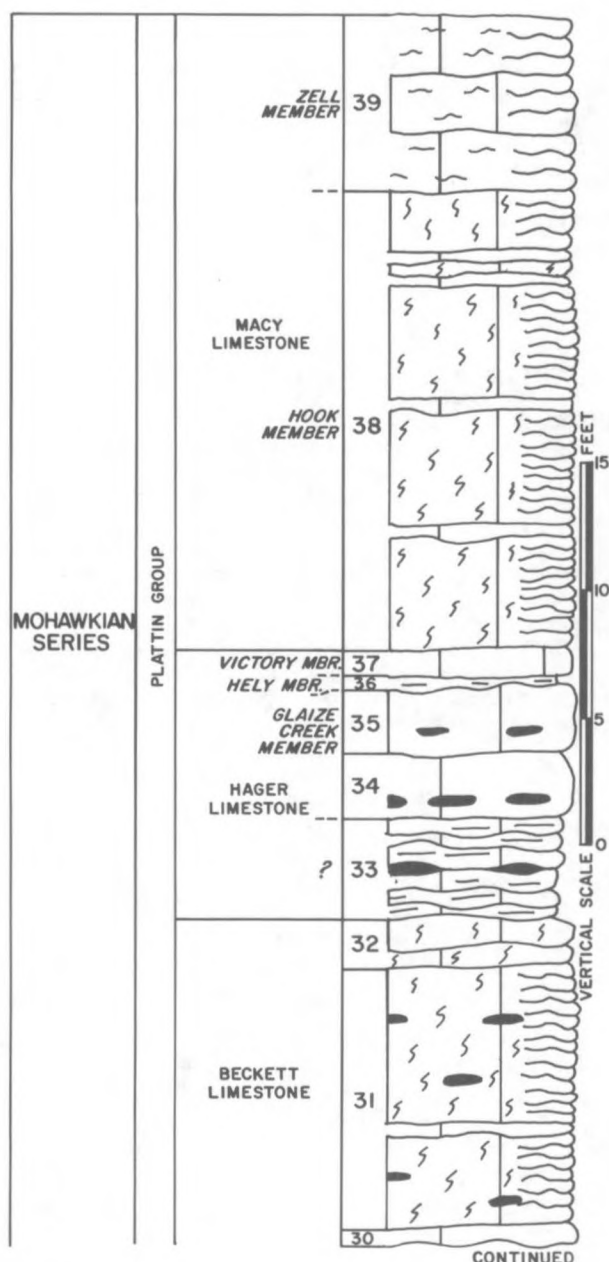 ZELL
MEMBER
39
MACY
LIMESTONE
HOOK
MEMBER
38
MOHAWKIAN
SERIES
PLATTIN GROUP
VICTORY MBR.
37
HELY MBR.
36
GLAIZE
CREEK
MEMBER
35
HAGER
LIMESTONE
34
?
33
32
BECKETT
LIMESTONE
31
30
FEET
15
10
5
0
VERTICAL SCALE
CONTINUED